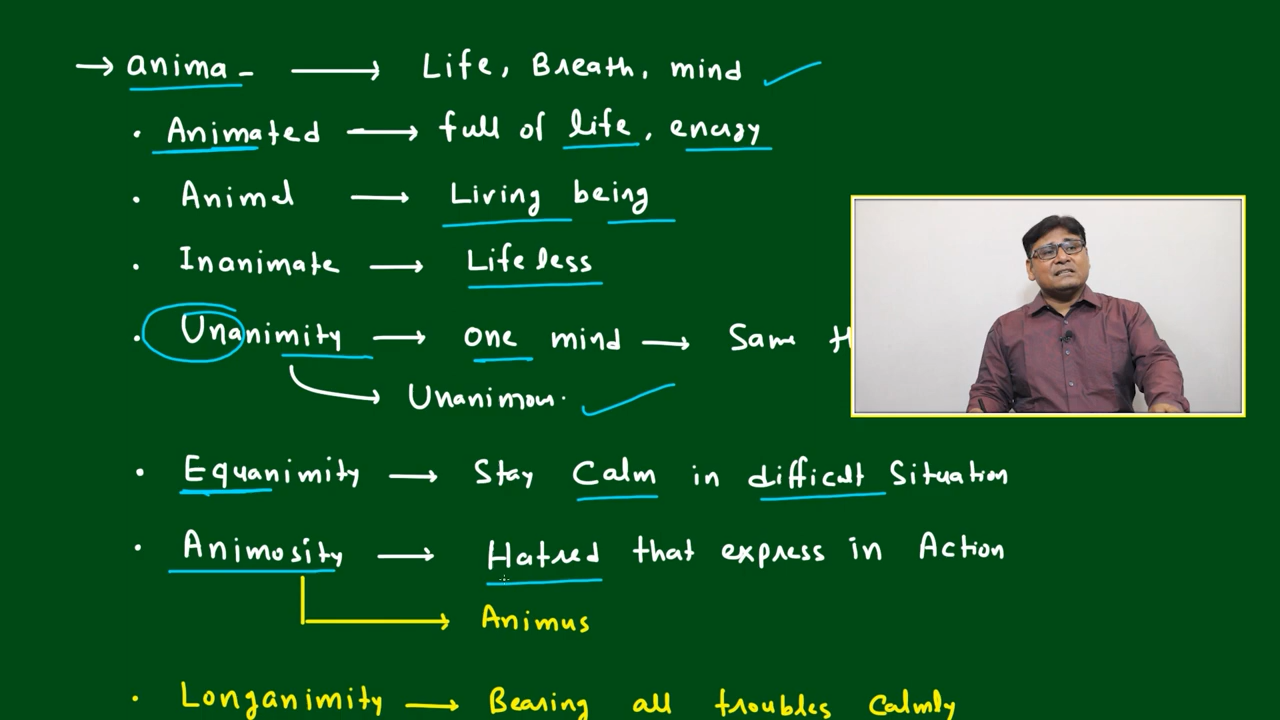 → anima - → Life, Breath, mind ✓
· Animated → full of life, energy
· Animal → Living being
· Inanimate → Lifeless
· Unanimity → one mind → Same
→ Unanimou. ✓
· Equanimity → Stay Calm in difficult Situation
· Animosity → Hatred that express in Action
→ Animus
· Longanimity → Bearing all troubles Calmly